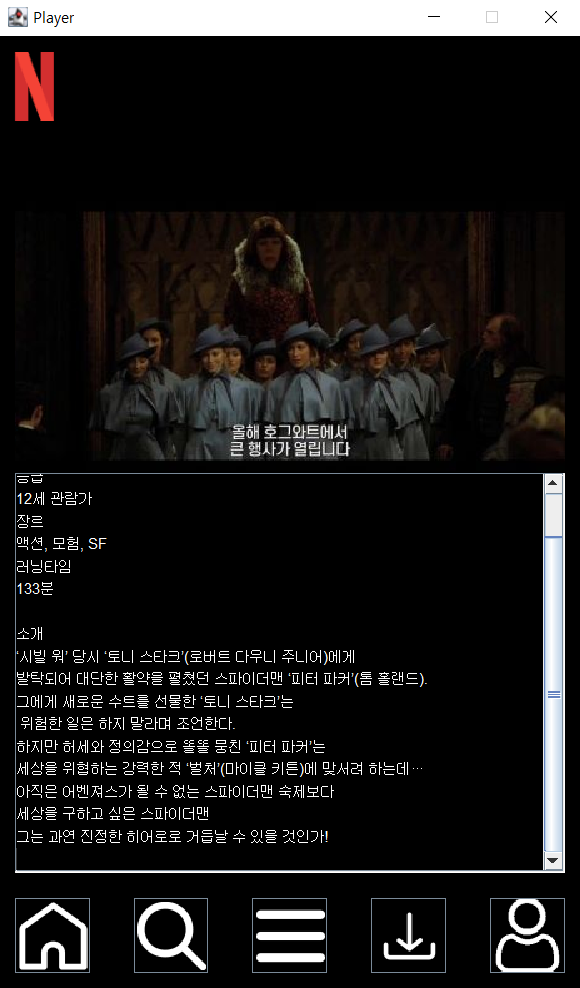 Player
N
올해 호그와트에서
큰 행사가 열립니다
등급
12세 관람가
장르
액션, 모험, SF
러닝타임
133분
소개
‘시빌 워’ 당시 ‘토니 스타크’(로버트 다우니 주니어)에게
발탁되어 대단한 활약을 펼쳤던 스파이더맨 ‘피터 파커’(톰 홀랜드).
그에게 새로운 수트를 선물한 ‘토니 스타크’는
위험한 일은 하지 말라며 조언한다.
하지만 허세와 정의감으로 똘똘 뭉친 ‘피터 파커’는
세상을 위협하는 강력한 적 ‘벌처’(마이클 키튼)에 맞서려 하는데…
아직은 어벤져스가 될 수 없는 스파이더맨 숙제보다
세상을 구하고 싶은 스파이더맨
그는 과연 진정한 히어로로 거듭날 수 있을 것인가!